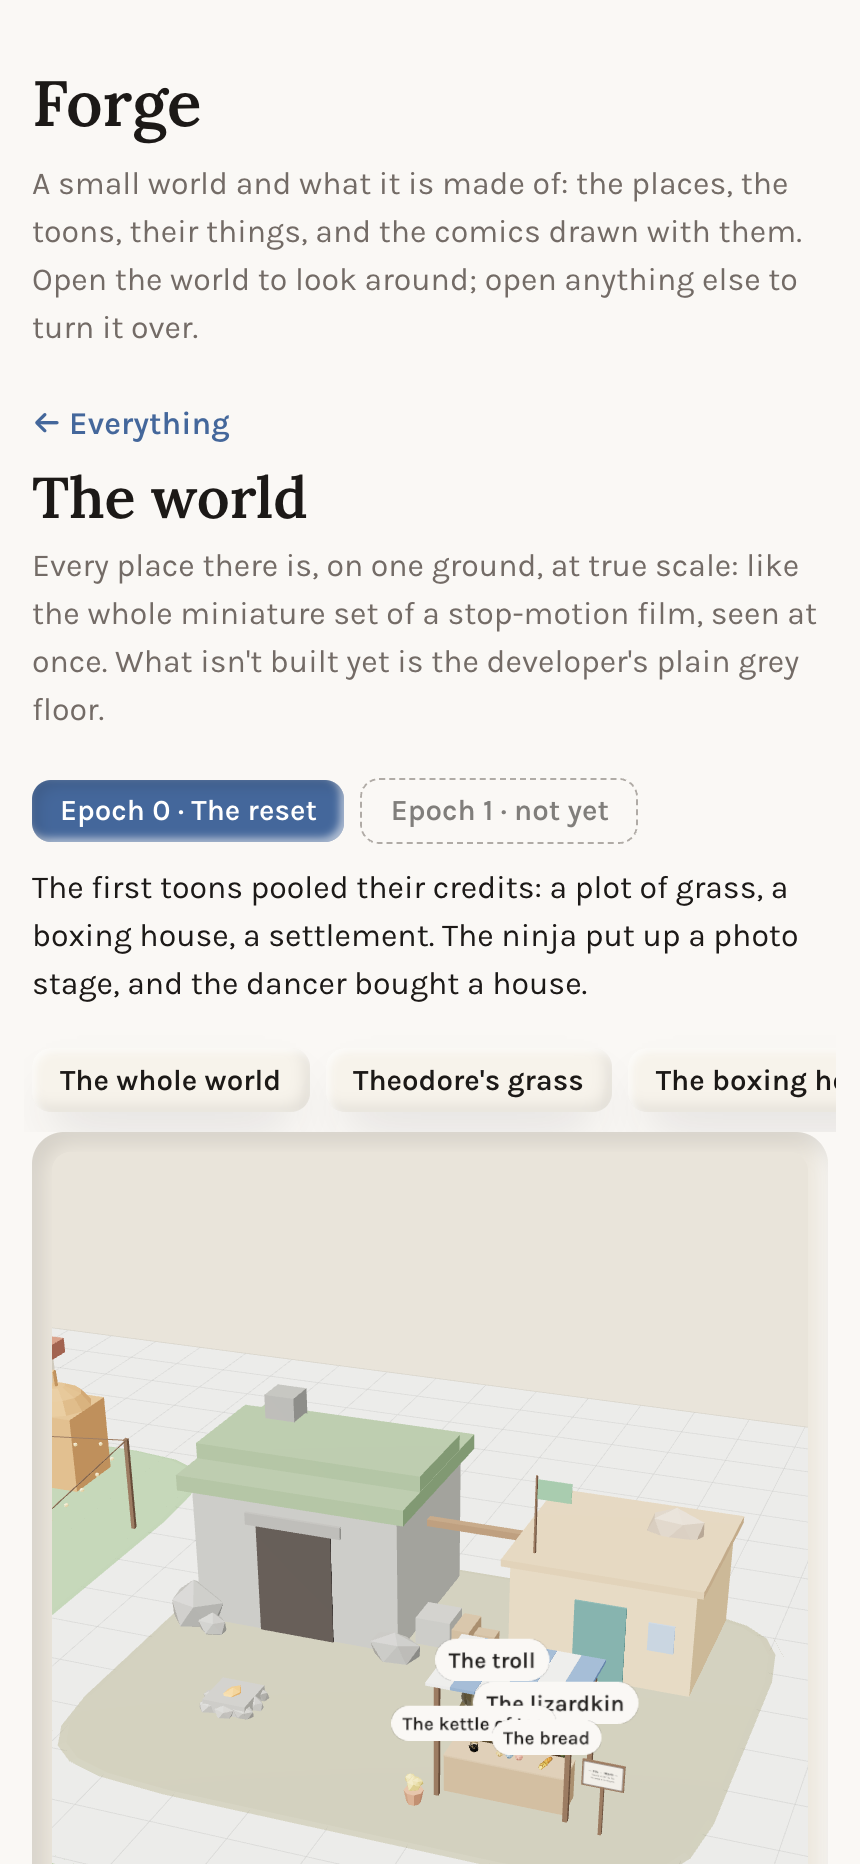 Forge
A small world and what it is made of: the places, the
toons, their things, and the comics drawn with them.
Open the world to look around; open anything else to
turn it over.
← Everything
The world
Every place there is, on one ground, at true scale: like
the whole miniature set of a stop-motion film, seen at
once. What isn't built yet is the developer's plain grey
floor.
Epoch 0 · The reset
Epoch 1 · not yet
The first toons pooled their credits: a plot of grass, a
boxing house, a settlement. The ninja put up a photo
stage, and the dancer bought a house.
The whole world
Theodore's grass
The boxing
The troll
The lizardkin
The kettle
The bread